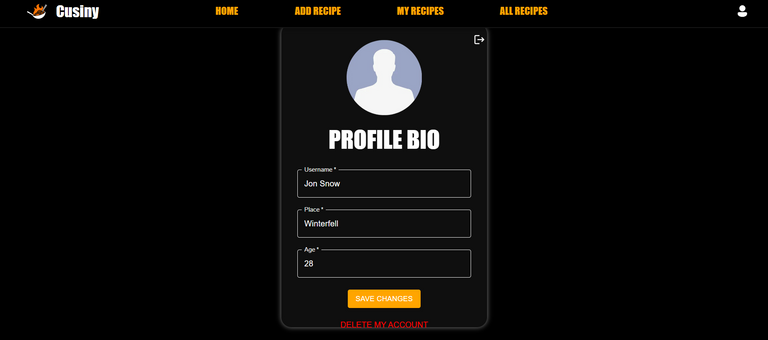 Cusiny
HOME
ADD RECIPE
MY RECIPES
ALL RECIPES
PROFILE BIO
Username *
Jon Snow
Place *
Winterfell
Age *
28
SAVE CHANGES
DELETE MY ACCOUNT